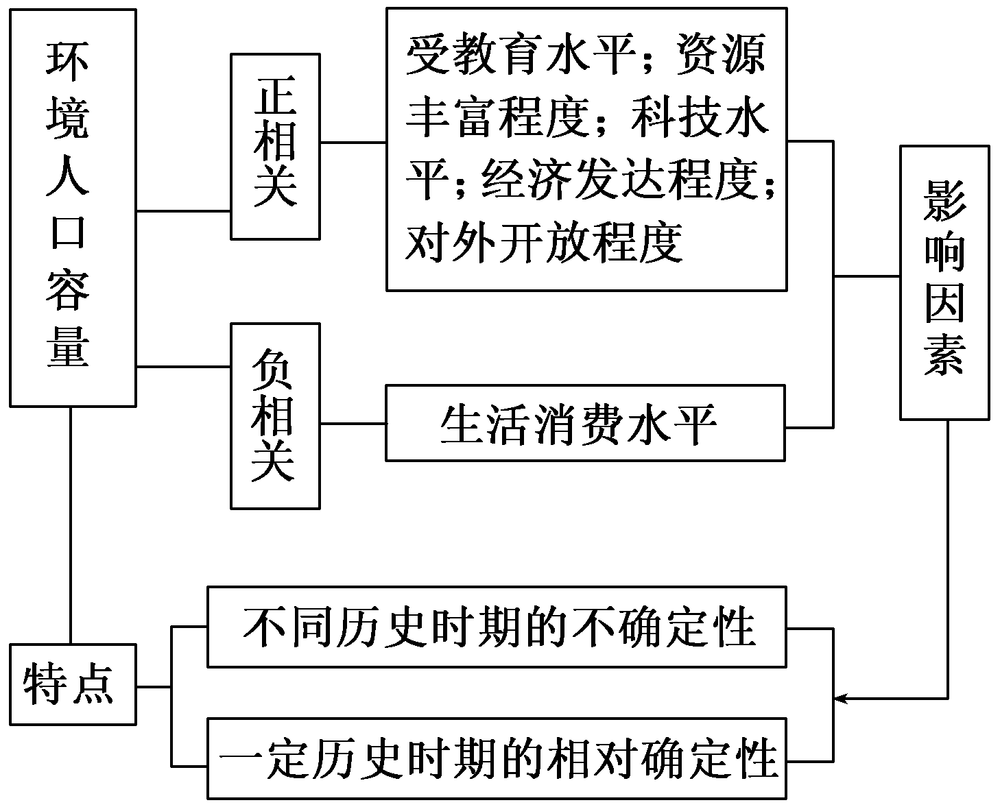 环境人口容量
正相关
受教育水平；资源
丰富程度；科技水
平；经济发达程度；
对外开放程度
影响因素
负相关
生活消费水平
特点
不同历史时期的不确定性
一定历史时期的相对确定性